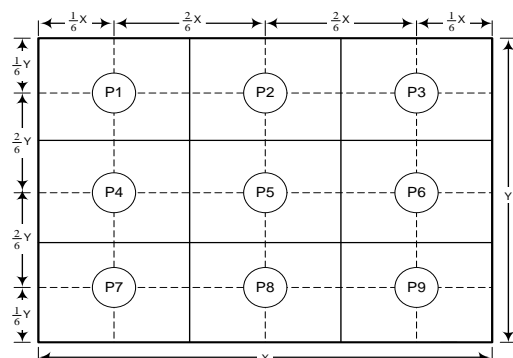 1/6 X 2/6 X 2/6 X 1/6 X
1/6 Y
P1 P2 P3
2/6 Y
P4 P5 P6
Y
2/6 Y
P7 P8 P9
1/6 Y
X